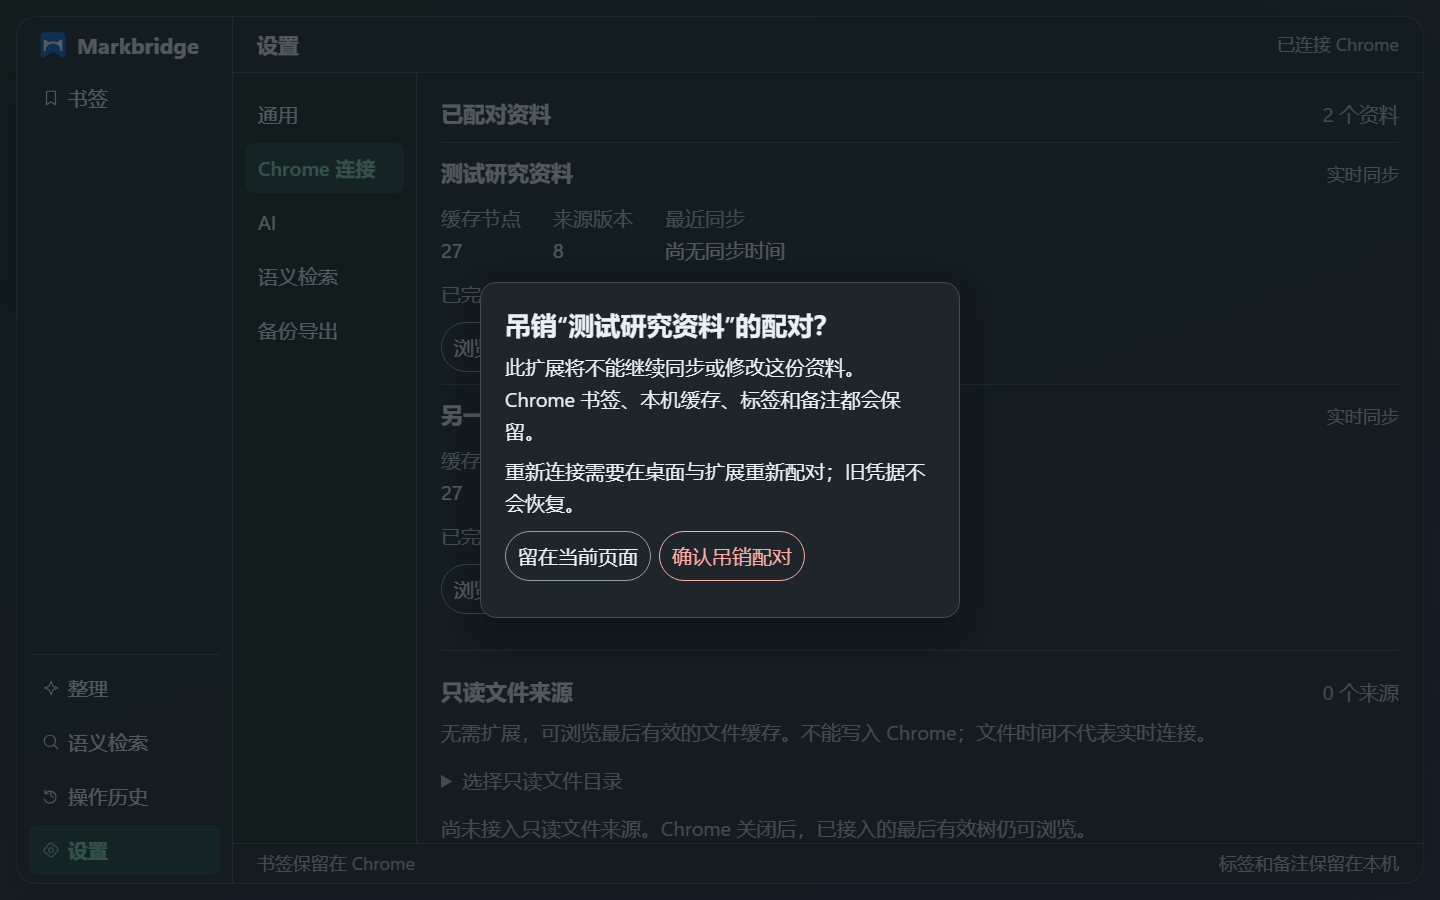 Markbridge
书签
整理
语义检索
操作历史
设置
设置
已连接 Chrome
通用
Chrome 连接
AI
语义检索
备份导出
已配对资料
2 个资料
测试研究资料
实时同步
缓存节点 来源版本 最近同步
27 8 尚无同步时间
已完
浏
另一
实时同步
缓存
27
已完
浏
吊销“测试研究资料”的配对？
此扩展将不能继续同步或修改这份资料。
Chrome 书签、本机缓存、标签和备注都会保
留。
重新连接需要在桌面与扩展重新配对；旧凭据不
会恢复。
留在当前页面
确认吊销配对
只读文件来源
0 个来源
无需扩展，可浏览最后有效的文件缓存。不能写入 Chrome；文件时间不代表实时连接。
选择只读文件目录
尚未接入只读文件来源。Chrome 关闭后，已接入的最后有效树仍可浏览。
书签保留在 Chrome
标签和备注保留在本机